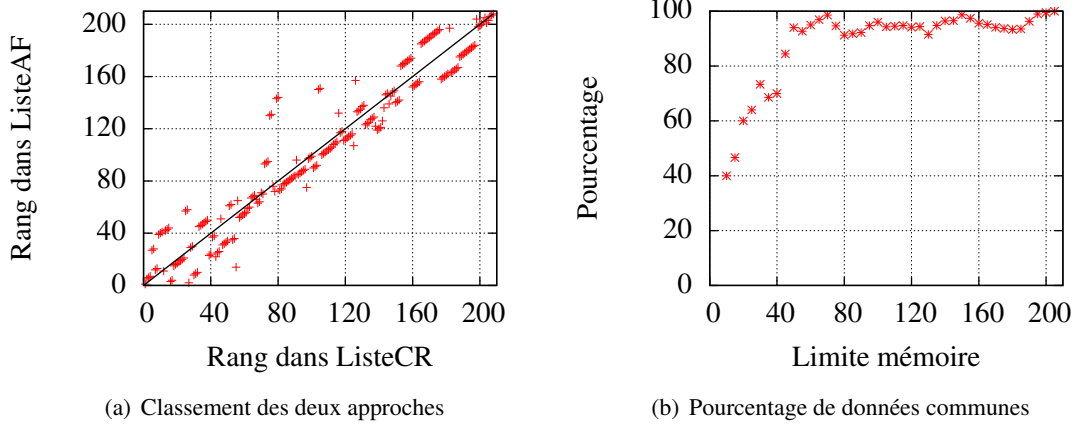 Rang dans ListeAF
200
160
120
80
40
0
0 40 80 120 160 200
Rang dans ListeCR
(a) Classement des deux approches
Pourcentage
100
80
60
40
20
0
0 40 80 120 160 200
Limite mémoire
(b) Pourcentage de données communes